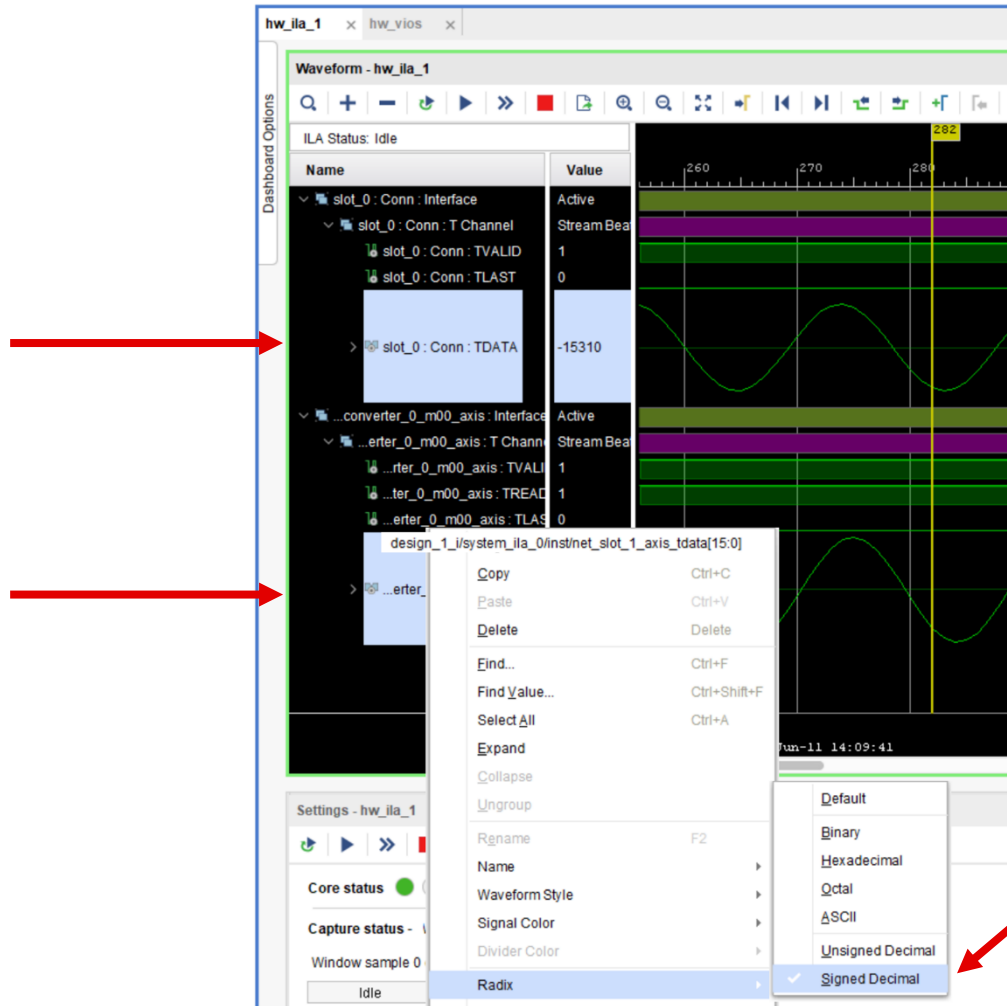 hw_ila_1 × hw_vios ×
Dashboard Options
Waveform - hw_ila_1
ILA Status: Idle
282
Name Value
260 270 280
slot_0 : Conn : Interface Active
slot_0 : Conn : T Channel Stream Bea
slot_0 : Conn : TVALID 1
slot_0 : Conn : TLAST 0
slot_0 : Conn : TDATA -15310
...converter_0_m00_axis : Interface Active
...erter_0_m00_axis : T Chann Stream Bea
...rter_0_m00_axis : TVALI 1
...ter_0_m00_axis : TREAD 1
...erter_0_m00_axis : TLAS 0
design_1_i/system_ila_0/inst/net_slot_1_axis_tdata[15:0]
...erter_
Copy Ctrl+C
Paste Ctrl+V
Delete Delete
Find... Ctrl+F
Find Value... Ctrl+Shift+F
Select All Ctrl+A
Expand
Collapse
Ungroup
Rename F2
Name
Waveform Style
Signal Color
Divider Color
Radix
Jun-11 14:09:41
Default
Binary
Hexadecimal
Octal
ASCII
Unsigned Decimal
Signed Decimal
Settings - hw_ila_1
Core status
Capture status -
Window sample 0
Idle